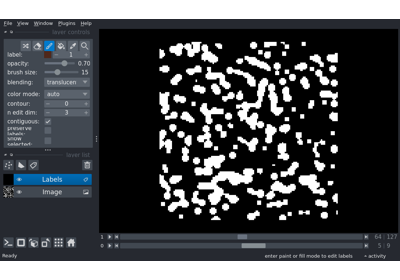 File View Window Plugins Help
layer controls
label: 1
opacity: 0.70
brush size: 15
blending: translucen
color mode: auto
contour: 0
n edit dim: 3
contiguous:
preserve labels:
show selected:
layer list
Labels
Image
1 64 127
0 5 9
Ready
enter paint or fill mode to edit labels
activity